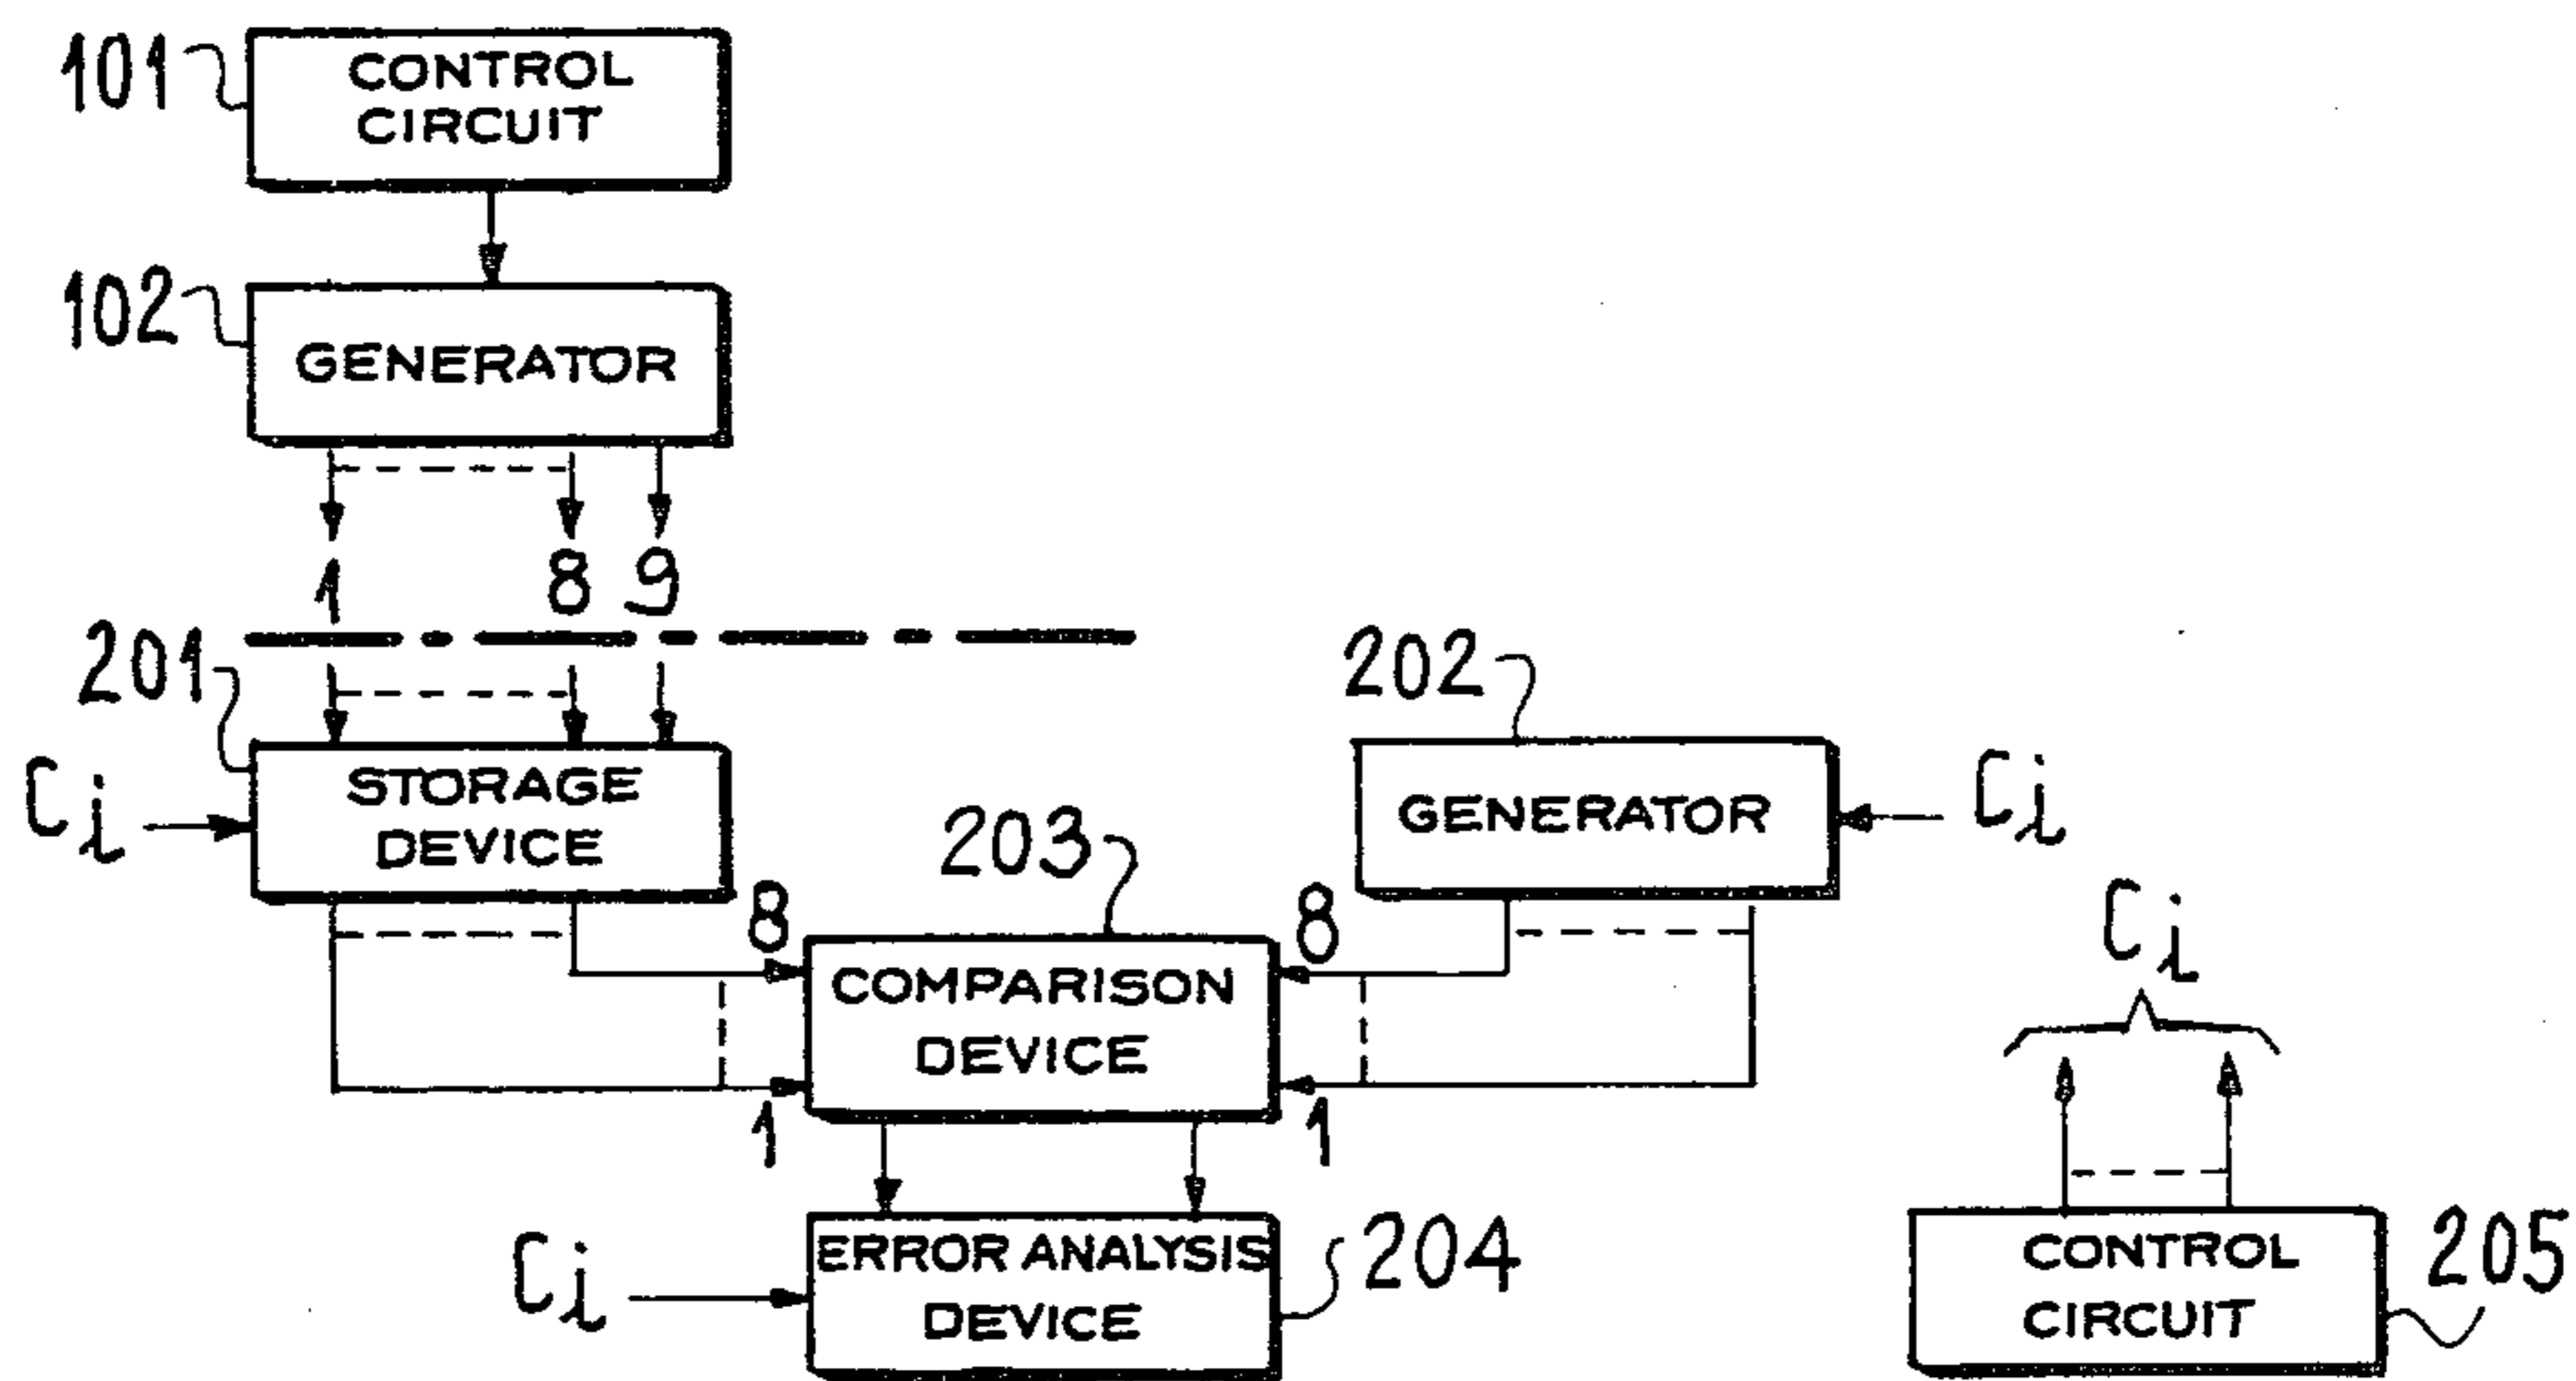 101
CONTROL
CIRCUIT
102
GENERATOR
1 8 9
201
202
Ci
STORAGE
DEVICE
GENERATOR
Ci
203
8
8
COMPARISON
DEVICE
Ci
1
1
Ci
ERROR ANALYSIS
DEVICE
204
CONTROL
CIRCUIT
205